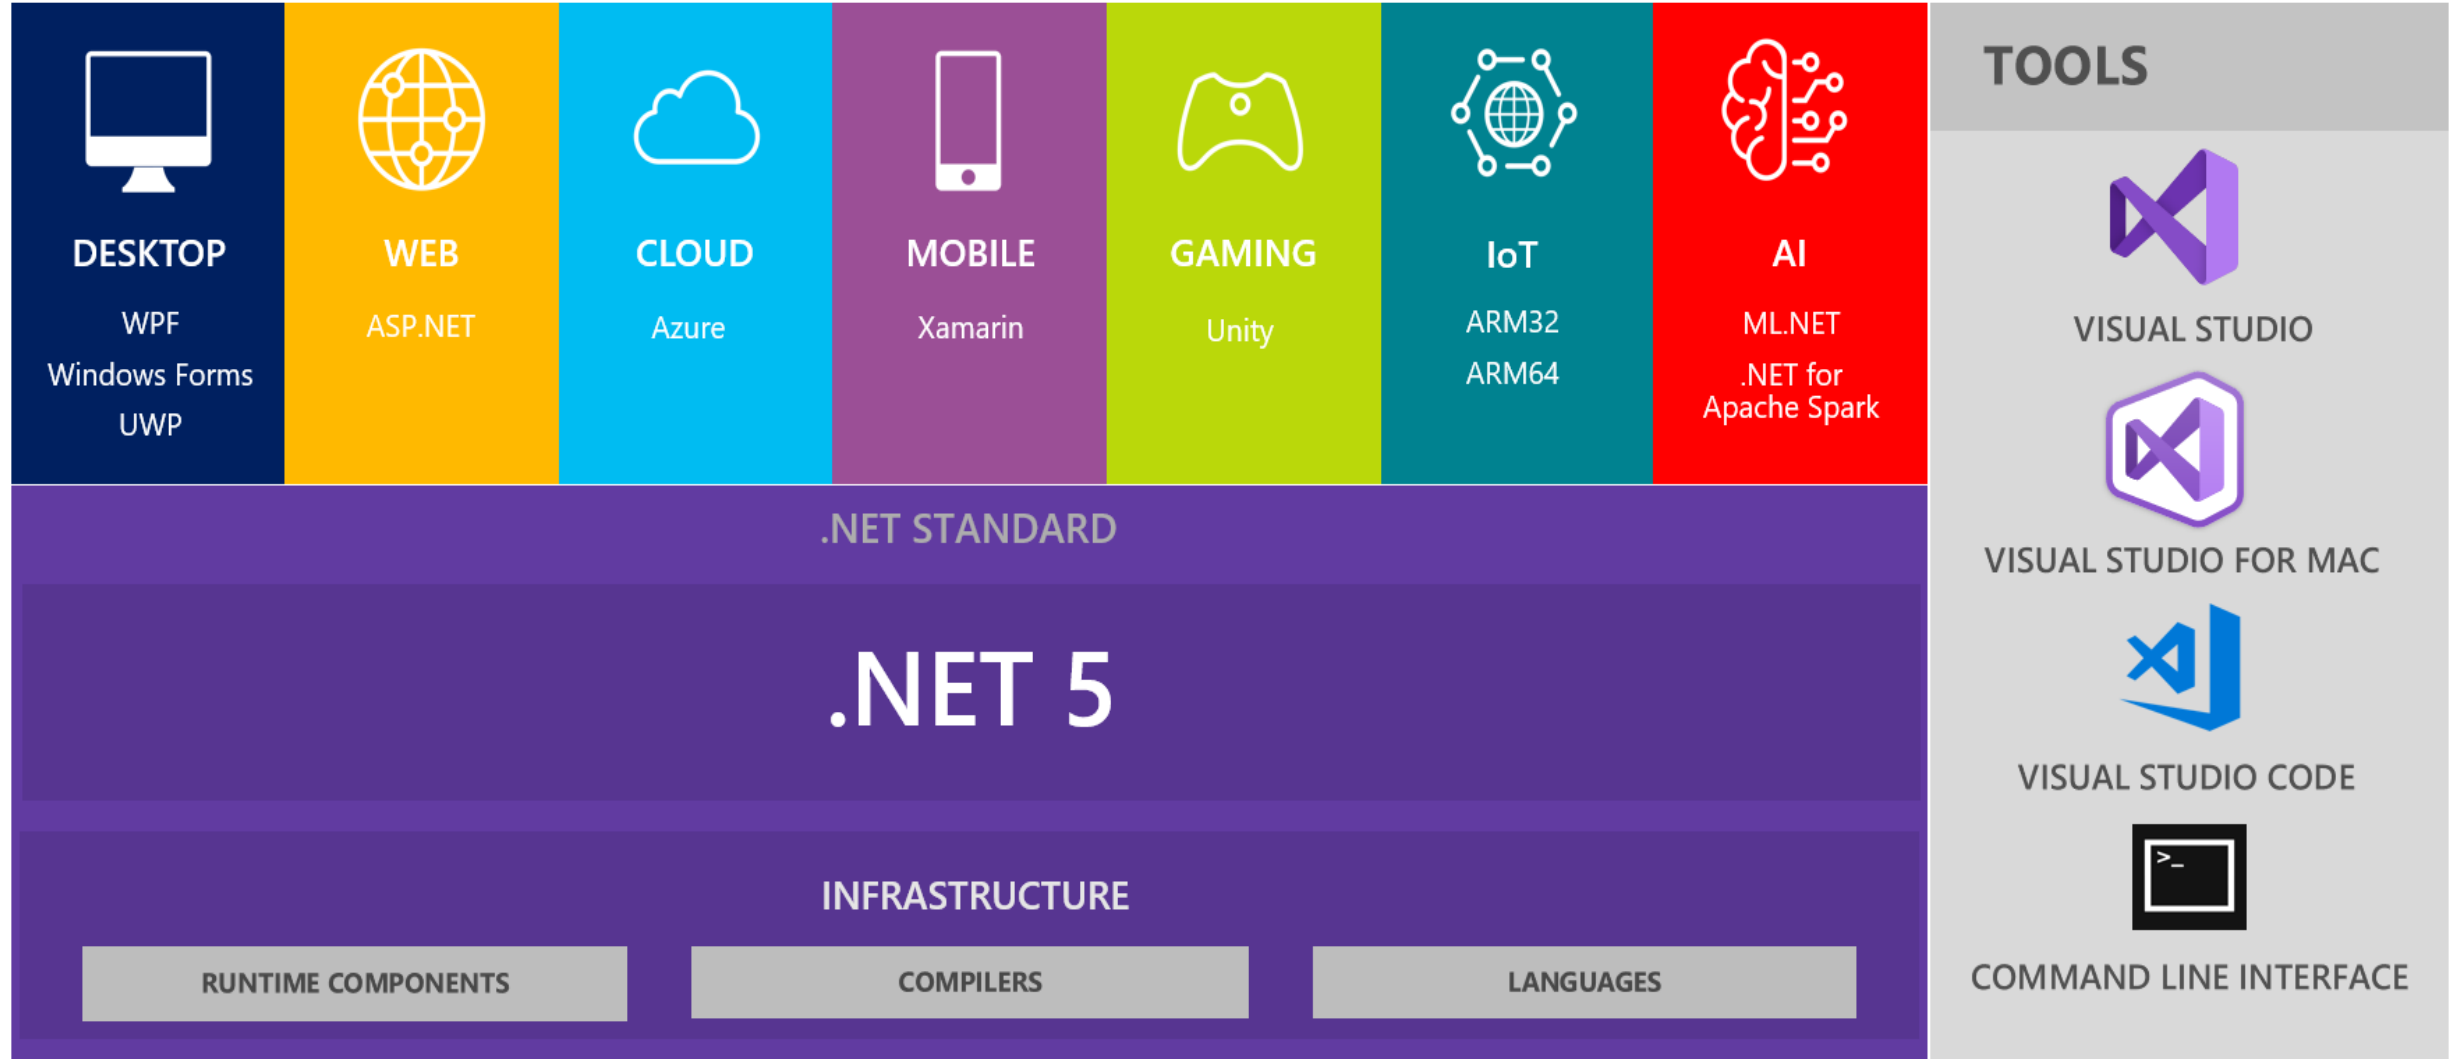 DESKTOP
WPF
Windows Forms
UWP
WEB
ASP.NET
CLOUD
Azure
MOBILE
Xamarin
GAMING
Unity
IoT
ARM32
ARM64
AI
ML.NET
.NET for
Apache Spark
.NET STANDARD
.NET 5
INFRASTRUCTURE
RUNTIME COMPONENTS
COMPILERS
LANGUAGES
TOOLS
VISUAL STUDIO
VISUAL STUDIO FOR MAC
VISUAL STUDIO CODE
>_
COMMAND LINE INTERFACE